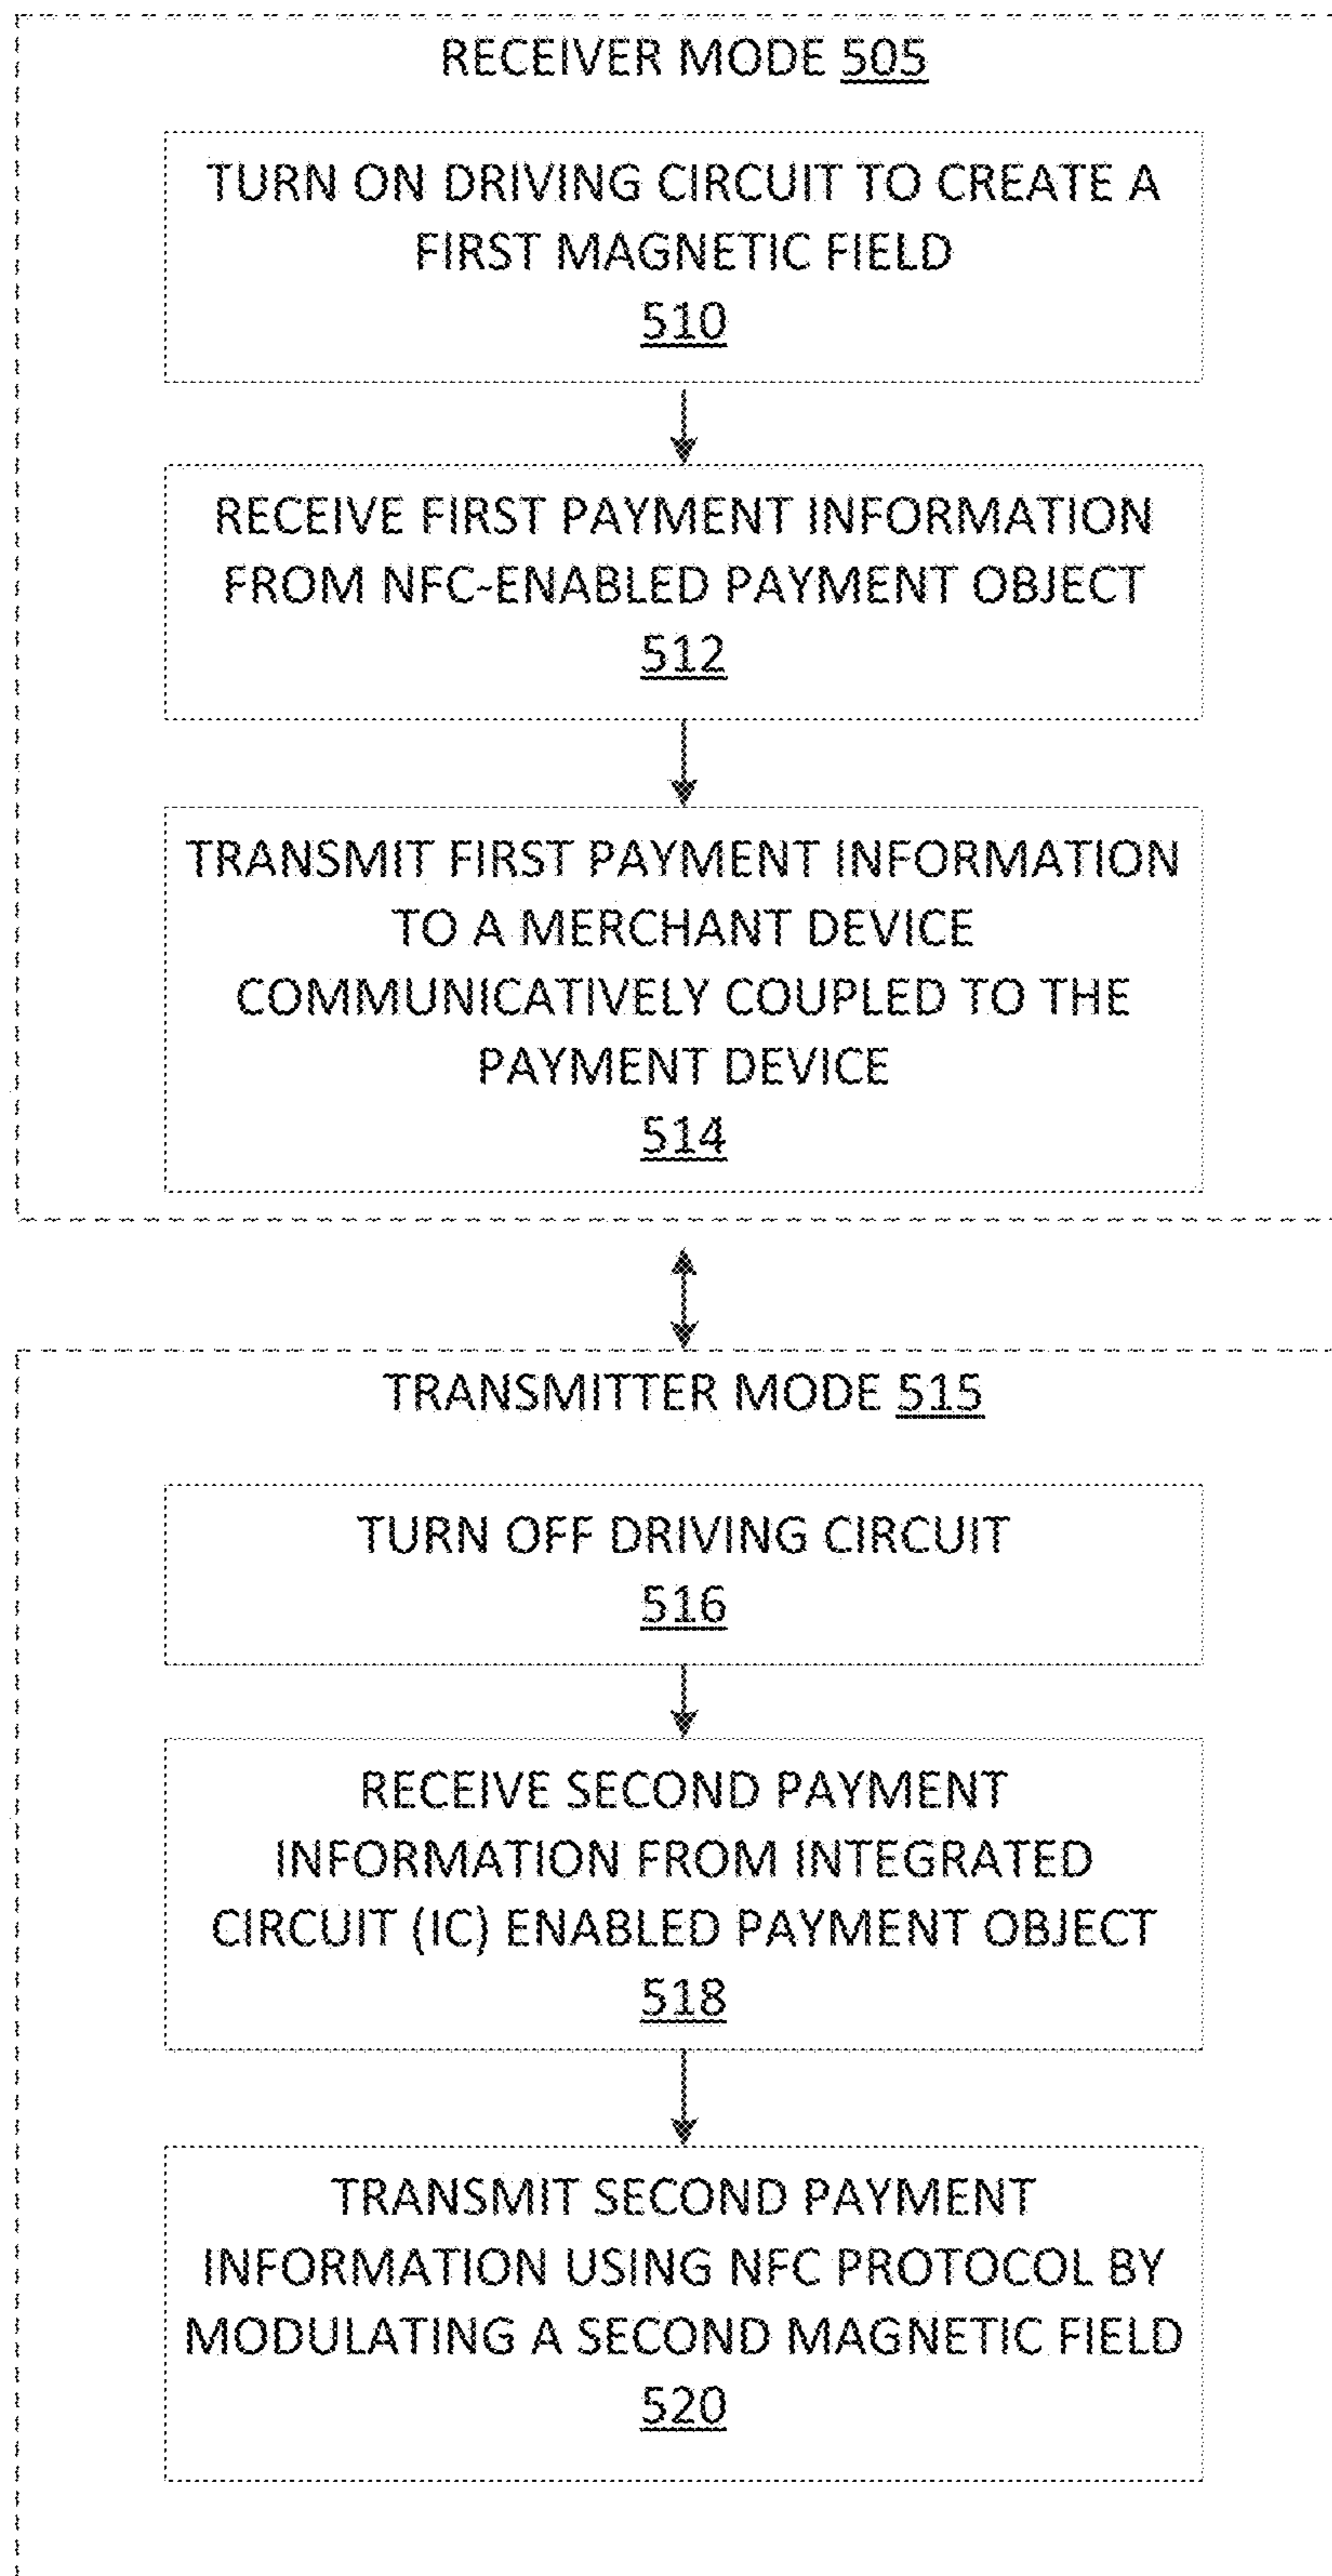 RECEIVER MODE 505
TURN ON DRIVING CIRCUIT TO CREATE A
FIRST MAGNETIC FIELD
510
RECEIVE FIRST PAYMENT INFORMATION
FROM NFC-ENABLED PAYMENT OBJECT
512
TRANSMIT FIRST PAYMENT INFORMATION
TO A MERCHANT DEVICE
COMMUNICATIVELY COUPLED TO THE
PAYMENT DEVICE
514
TRANSMITTER MODE 515
TURN OFF DRIVING CIRCUIT
516
RECEIVE SECOND PAYMENT
INFORMATION FROM INTEGRATED
CIRCUIT (IC) ENABLED PAYMENT OBJECT
518
TRANSMIT SECOND PAYMENT
INFORMATION USING NFC PROTOCOL BY
MODULATING A SECOND MAGNETIC FIELD
520